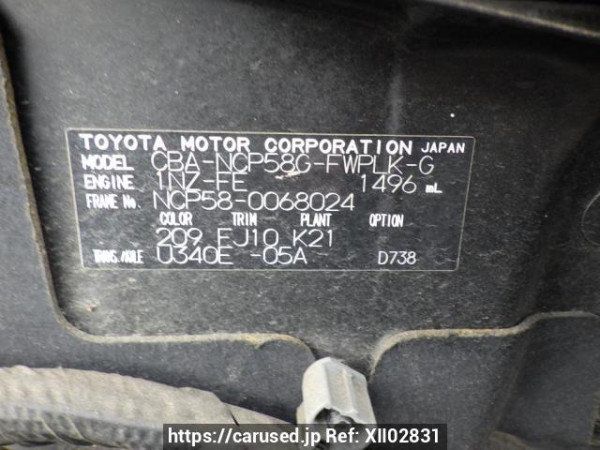 TOYOTA MOTOR CORPORATION JAPAN
MODEL CBA-NCP58G-FWPLK-G
ENGINE 1NZ-FE 1496 mL
FRAME No. NCP58-0068024
COLOR TRIM PLANT
209 FJ10 K21
TRANS./AXLE U340E -05A D738
https://carused.jp Ref: XII02831